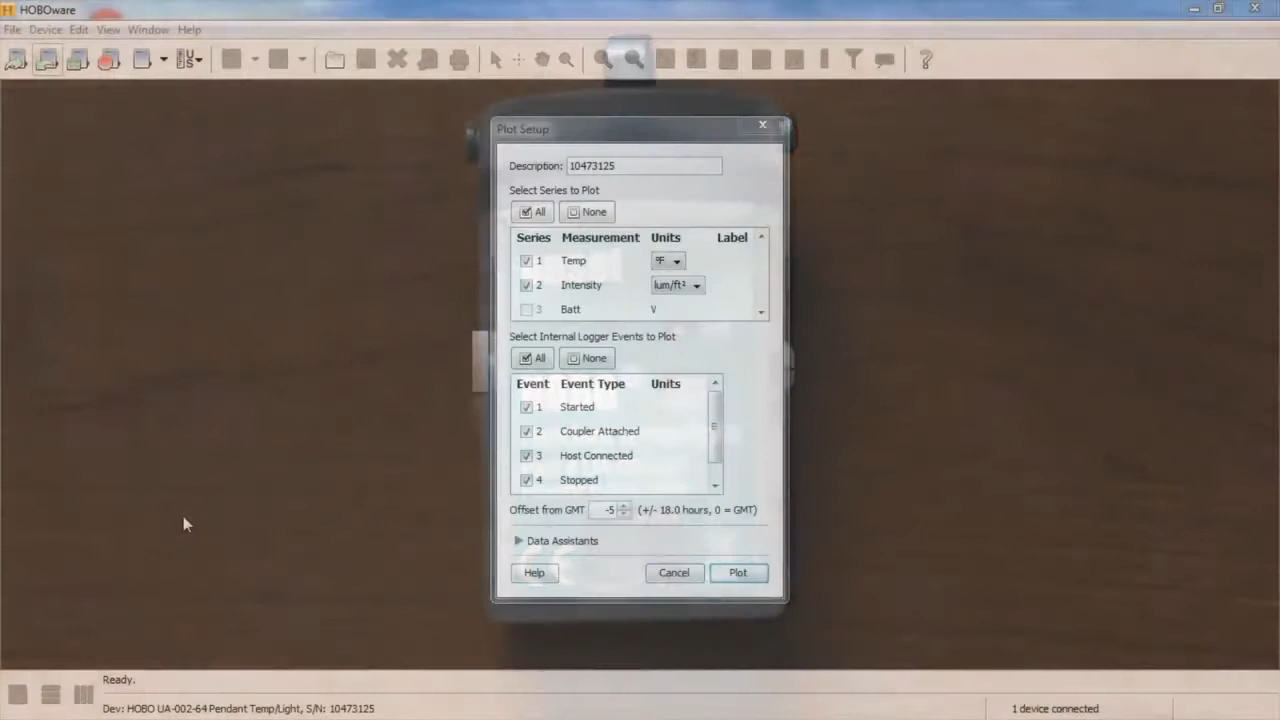 HOBOware
File Device Edit View Window Help
Plot Setup
Description: 10473125
Select Series to Plot
All None
Series Measurement Units Label
1 Temp °F
2 Intensity lum/ft²
3 Batt V
Select Internal Logger Events to Plot
All None
Event Event Type Units
1 Started
2 Coupler Attached
3 Host Connected
4 Stopped
Offset from GMT -5 (+/- 18.0 hours, 0 = GMT)
Data Assistants
Help Cancel Plot
Ready.
Dev: HOBO UA-002-64 Pendant Temp/Light, S/N: 10473125 1 device connected